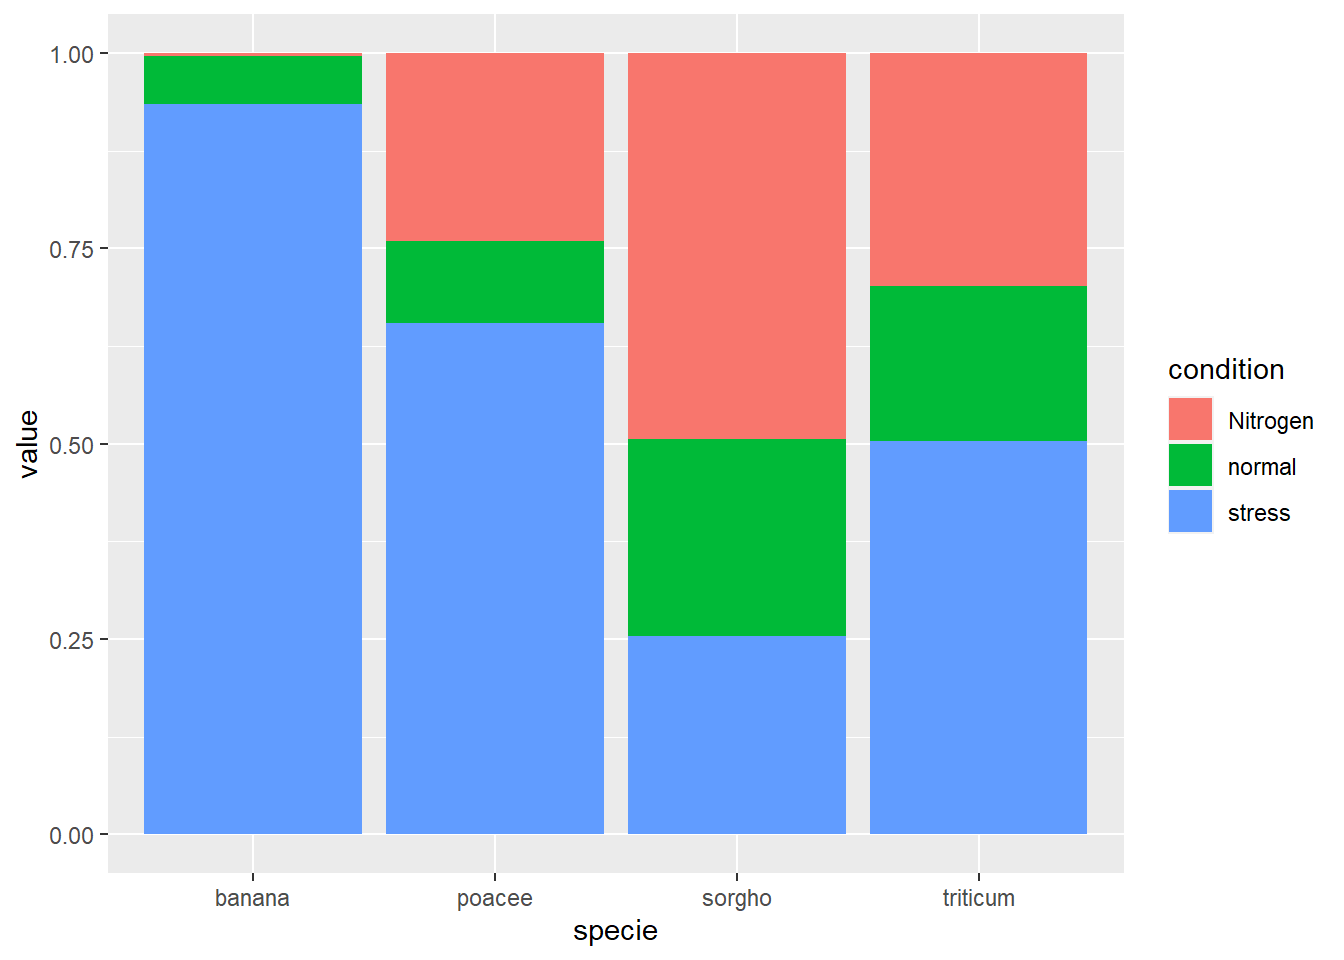 1.00
0.75
0.50
0.25
0.00
value
banana
poacee
sorgho
triticum
specie
condition
Nitrogen
normal
stress